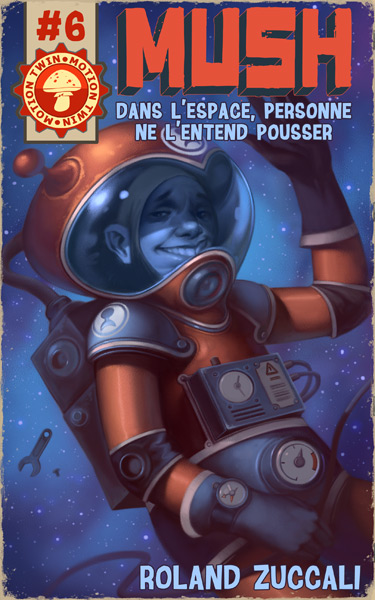 #6
MOTION TWIN • MOTION TWIN •
MUSH
DANS L'ESPACE, PERSONNE
NE L'ENTEND POUSSER
ROLAND ZUCCALI